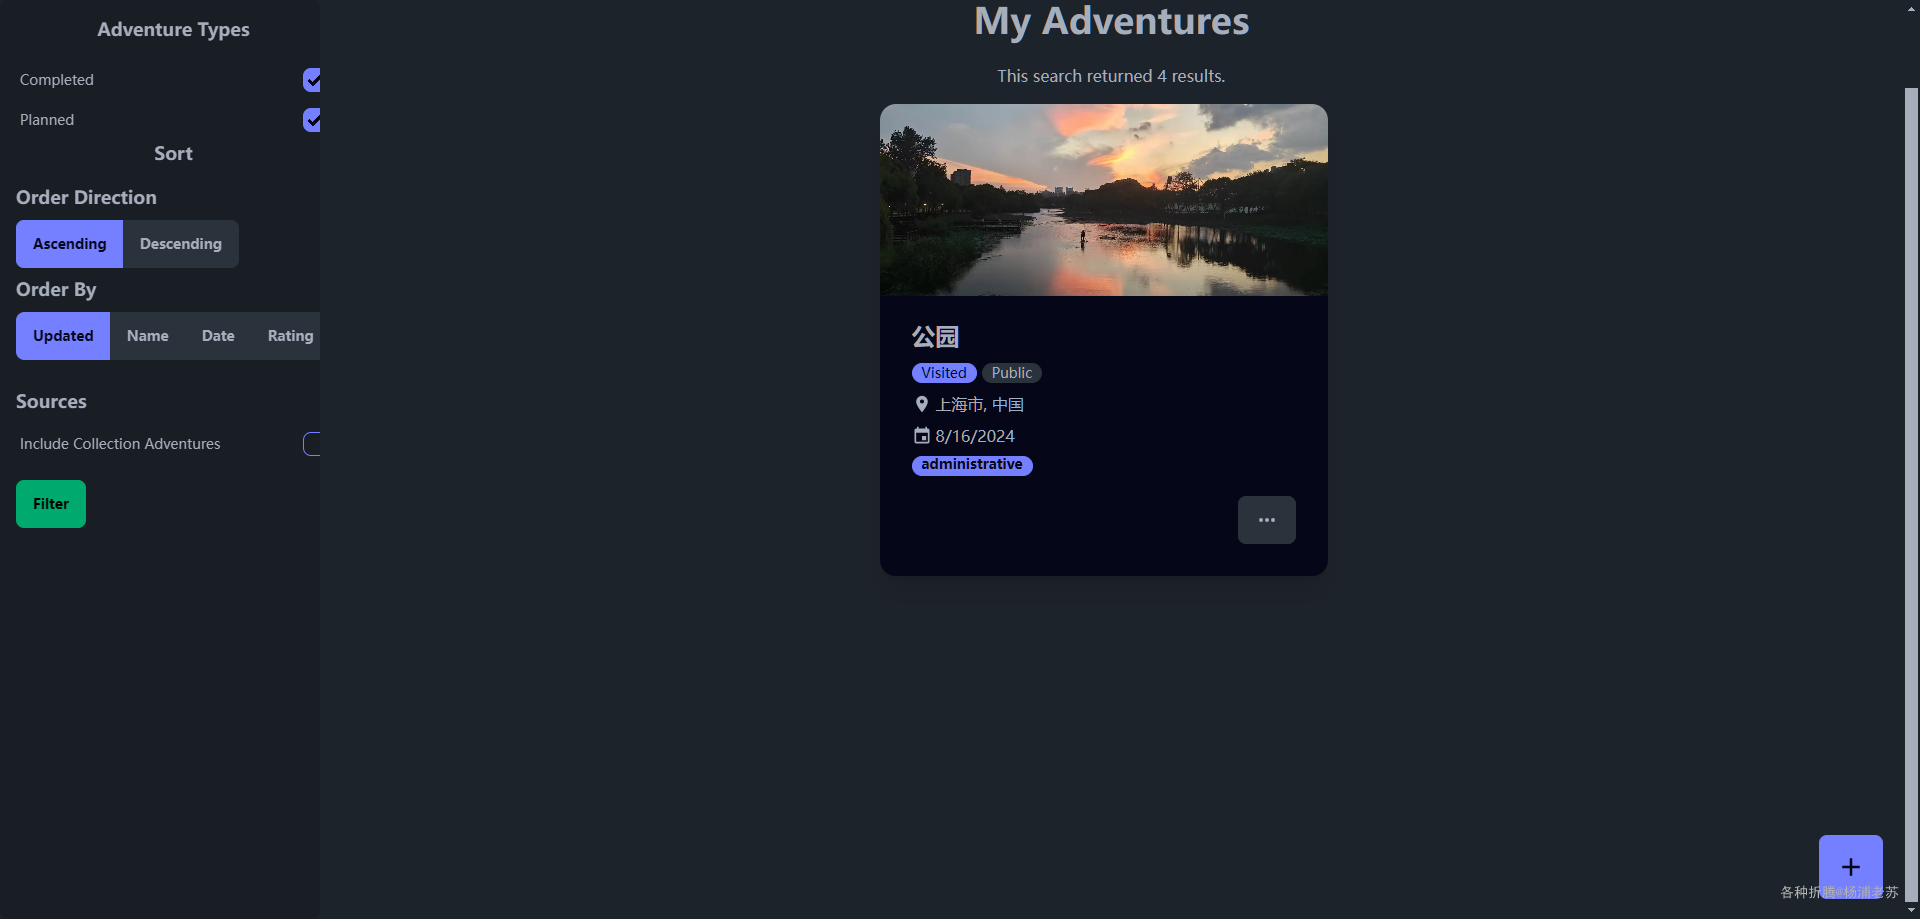 Adventure Types
Completed
Planned
Sort
Order Direction
Ascending Descending
Order By
Updated Name Date Rating
Sources
Include Collection Adventures
Filter
My Adventures
This search returned 4 results.
公园
Visited Public
上海市, 中国
8/16/2024
administrative
各种折腾@杨浦老苏